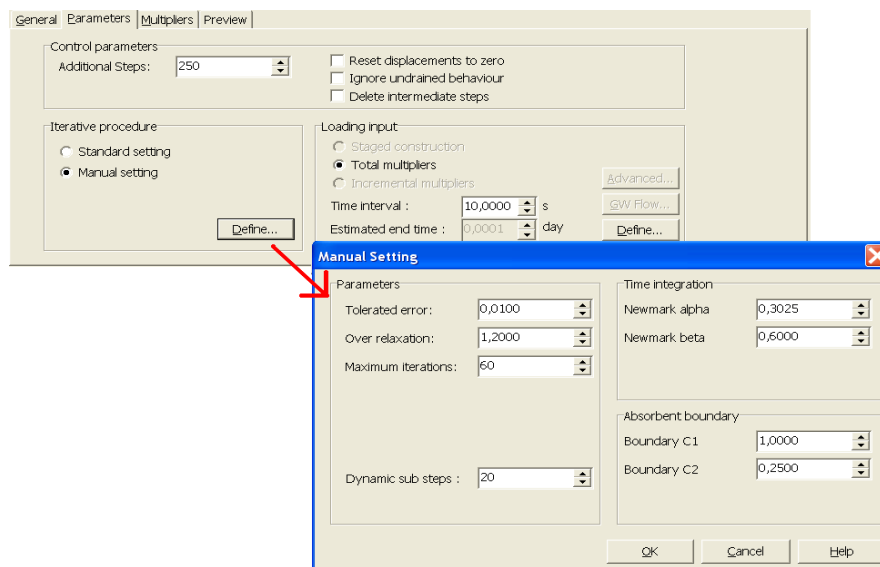 General Parameters Multipliers Preview
Control parameters
Additional Steps: 250
Reset displacements to zero
Ignore undrained behaviour
Delete intermediate steps
Iterative procedure
Standard setting
Manual setting
Define...
Loading input
Staged construction
Total multipliers
Incremental multipliers
Advanced...
Time interval : 10,0000 s
GW Flow...
Estimated end time : 0,0001 day
Define...
Manual Setting
Parameters
Tolerated error: 0,0100
Over relaxation: 1,2000
Maximum iterations: 60
Dynamic sub steps : 20
Time integration
Newmark alpha 0,3025
Newmark beta 0,6000
Absorbent boundary
Boundary C1 1,0000
Boundary C2 0,2500
OK Cancel Help